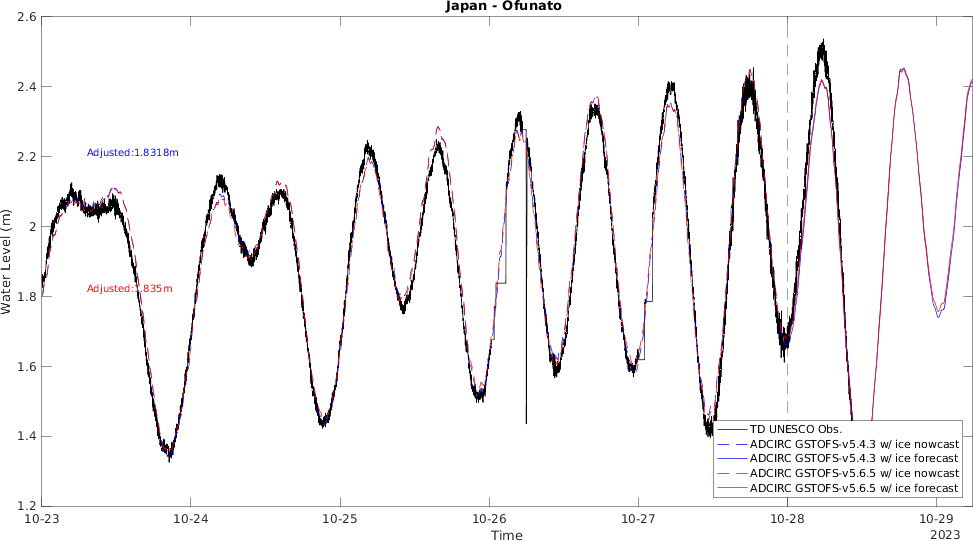 Japan - Ofunato
2.6
2.4
2.2
2
1.8
1.6
1.4
1.2
Water Level (m)
Adjusted:1.8318m
Adjusted:1.835m
TD UNESCO Obs.
ADCIRC GSTOFS-v5.4.3 w/ ice nowcast
ADCIRC GSTOFS-v5.4.3 w/ ice forecast
ADCIRC GSTOFS-v5.6.5 w/ ice nowcast
ADCIRC GSTOFS-v5.6.5 w/ ice forecast
10-23 10-24 10-25 10-26 10-27 10-28 10-29
Time
2023